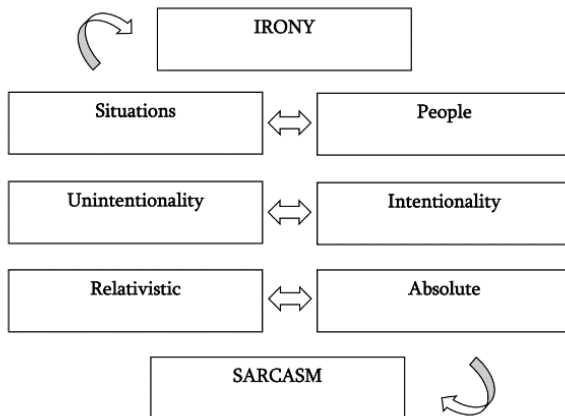 IRONY
Situations
People
Unintentionality
Intentionality
Relativistic
Absolute
SARCASM